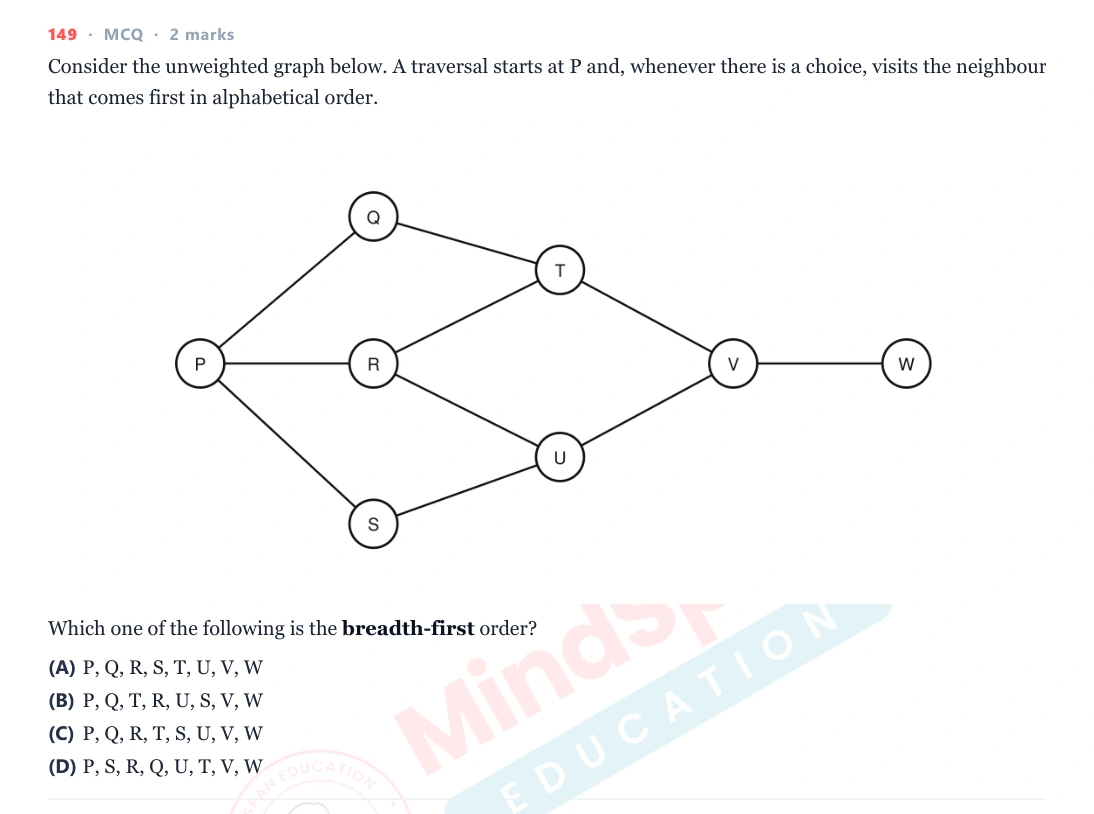 149 · MCQ · 2 marks
Consider the unweighted graph below. A traversal starts at P and, whenever there is a choice, visits the neighbour
that comes first in alphabetical order.
Q
T
P
R
V
W
U
S
Which one of the following is the breadth-first order?
(A) P, Q, R, S, T, U, V, W
(B) P, Q, T, R, U, S, V, W
(C) P, Q, R, T, S, U, V, W
(D) P, S, R, Q, U, T, V, W
EDUCATION
EDUCATION